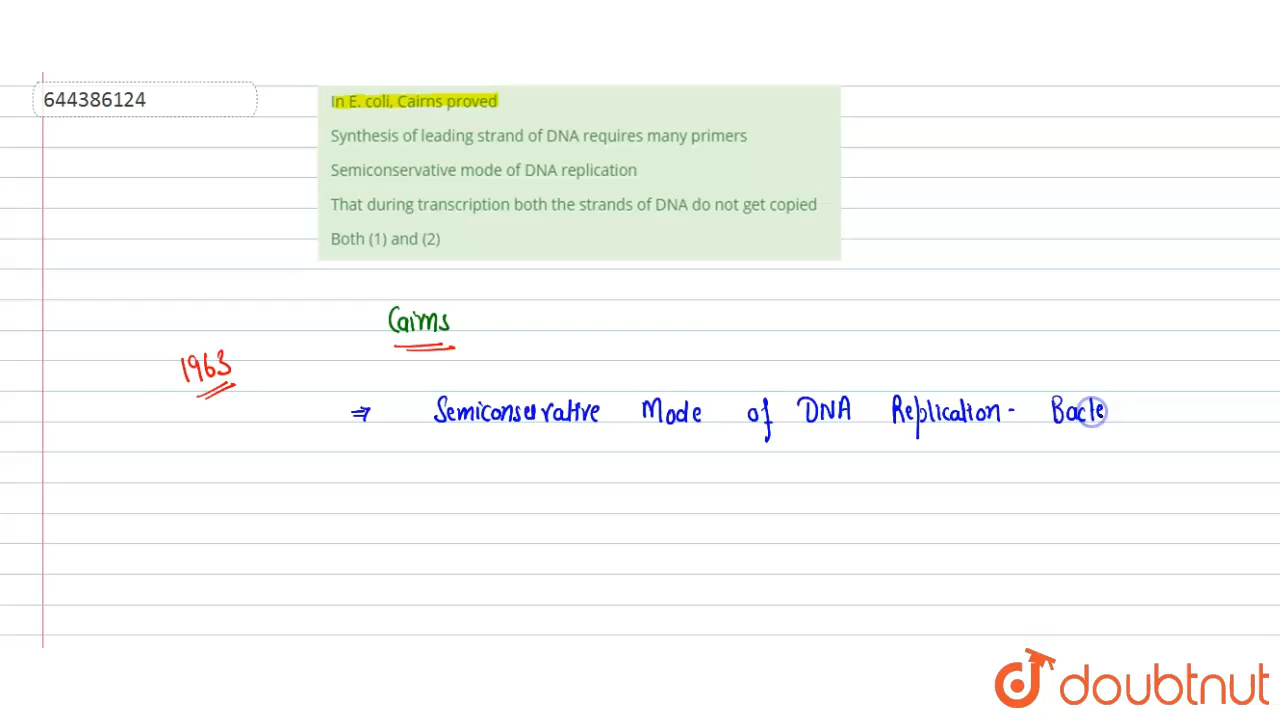 644386124
In E. coli, Cairns proved
Synthesis of leading strand of DNA requires many primers
Semiconservative mode of DNA replication
That during transcription both the strands of DNA do not get copied
Both (1) and (2)
Cairns
1963
⇒ Semiconservative Mode of DNA Replication - Bacte
doubtnut